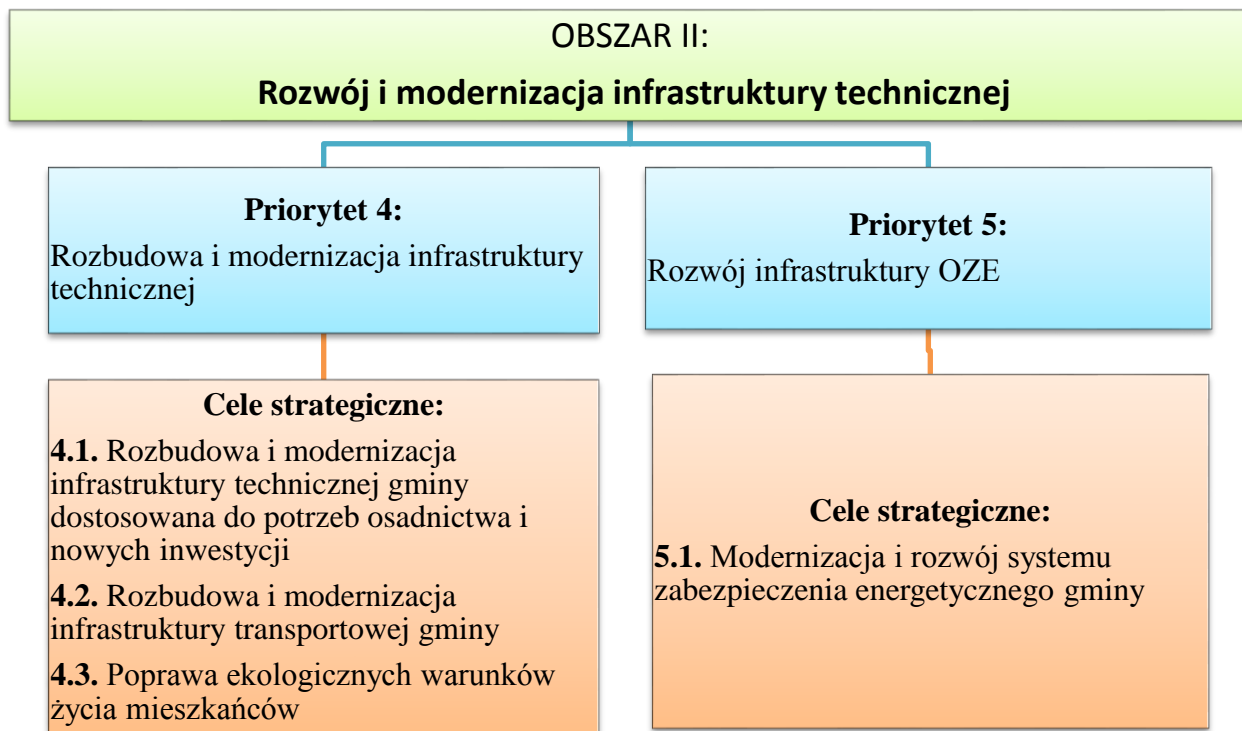 OBSZAR II:
Rozwój i modernizacja infrastruktury technicznej
Priorytet 4:
Rozbudowa i modernizacja infrastruktury
technicznej
Priorytet 5:
Rozwój infrastruktury OZE
Cele strategiczne:
4.1. Rozbudowa i modernizacja
infrastruktury technicznej gminy
dostosowana do potrzeb osadnictwa i
nowych inwestycji
4.2. Rozbudowa i modernizacja
infrastruktury transportowej gminy
4.3. Poprawa ekologicznych warunków
życia mieszkańców
Cele strategiczne:
5.1. Modernizacja i rozwój systemu
zabezpieczenia energetycznego gminy